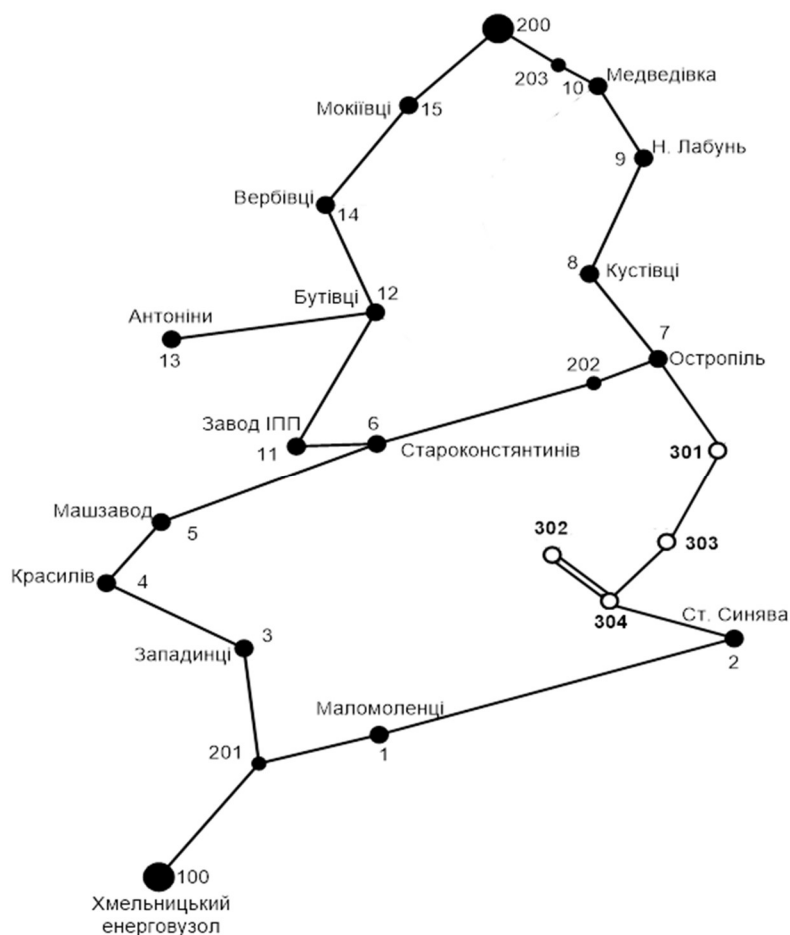 200
203
Медведівка
10
Мокіївці
15
Н. Лабунь
9
Вербівці
14
8
Кустівці
Бутівці
12
Антоніни
13
7
Остропіль
202
Завод ІПП
6
11
Староконстянтинів
301
Машзавод
5
302
303
Красилів
4
304
Ст. Синява
2
3
Западинці
Маломоленці
1
201
100
Хмельницький
енерговузол